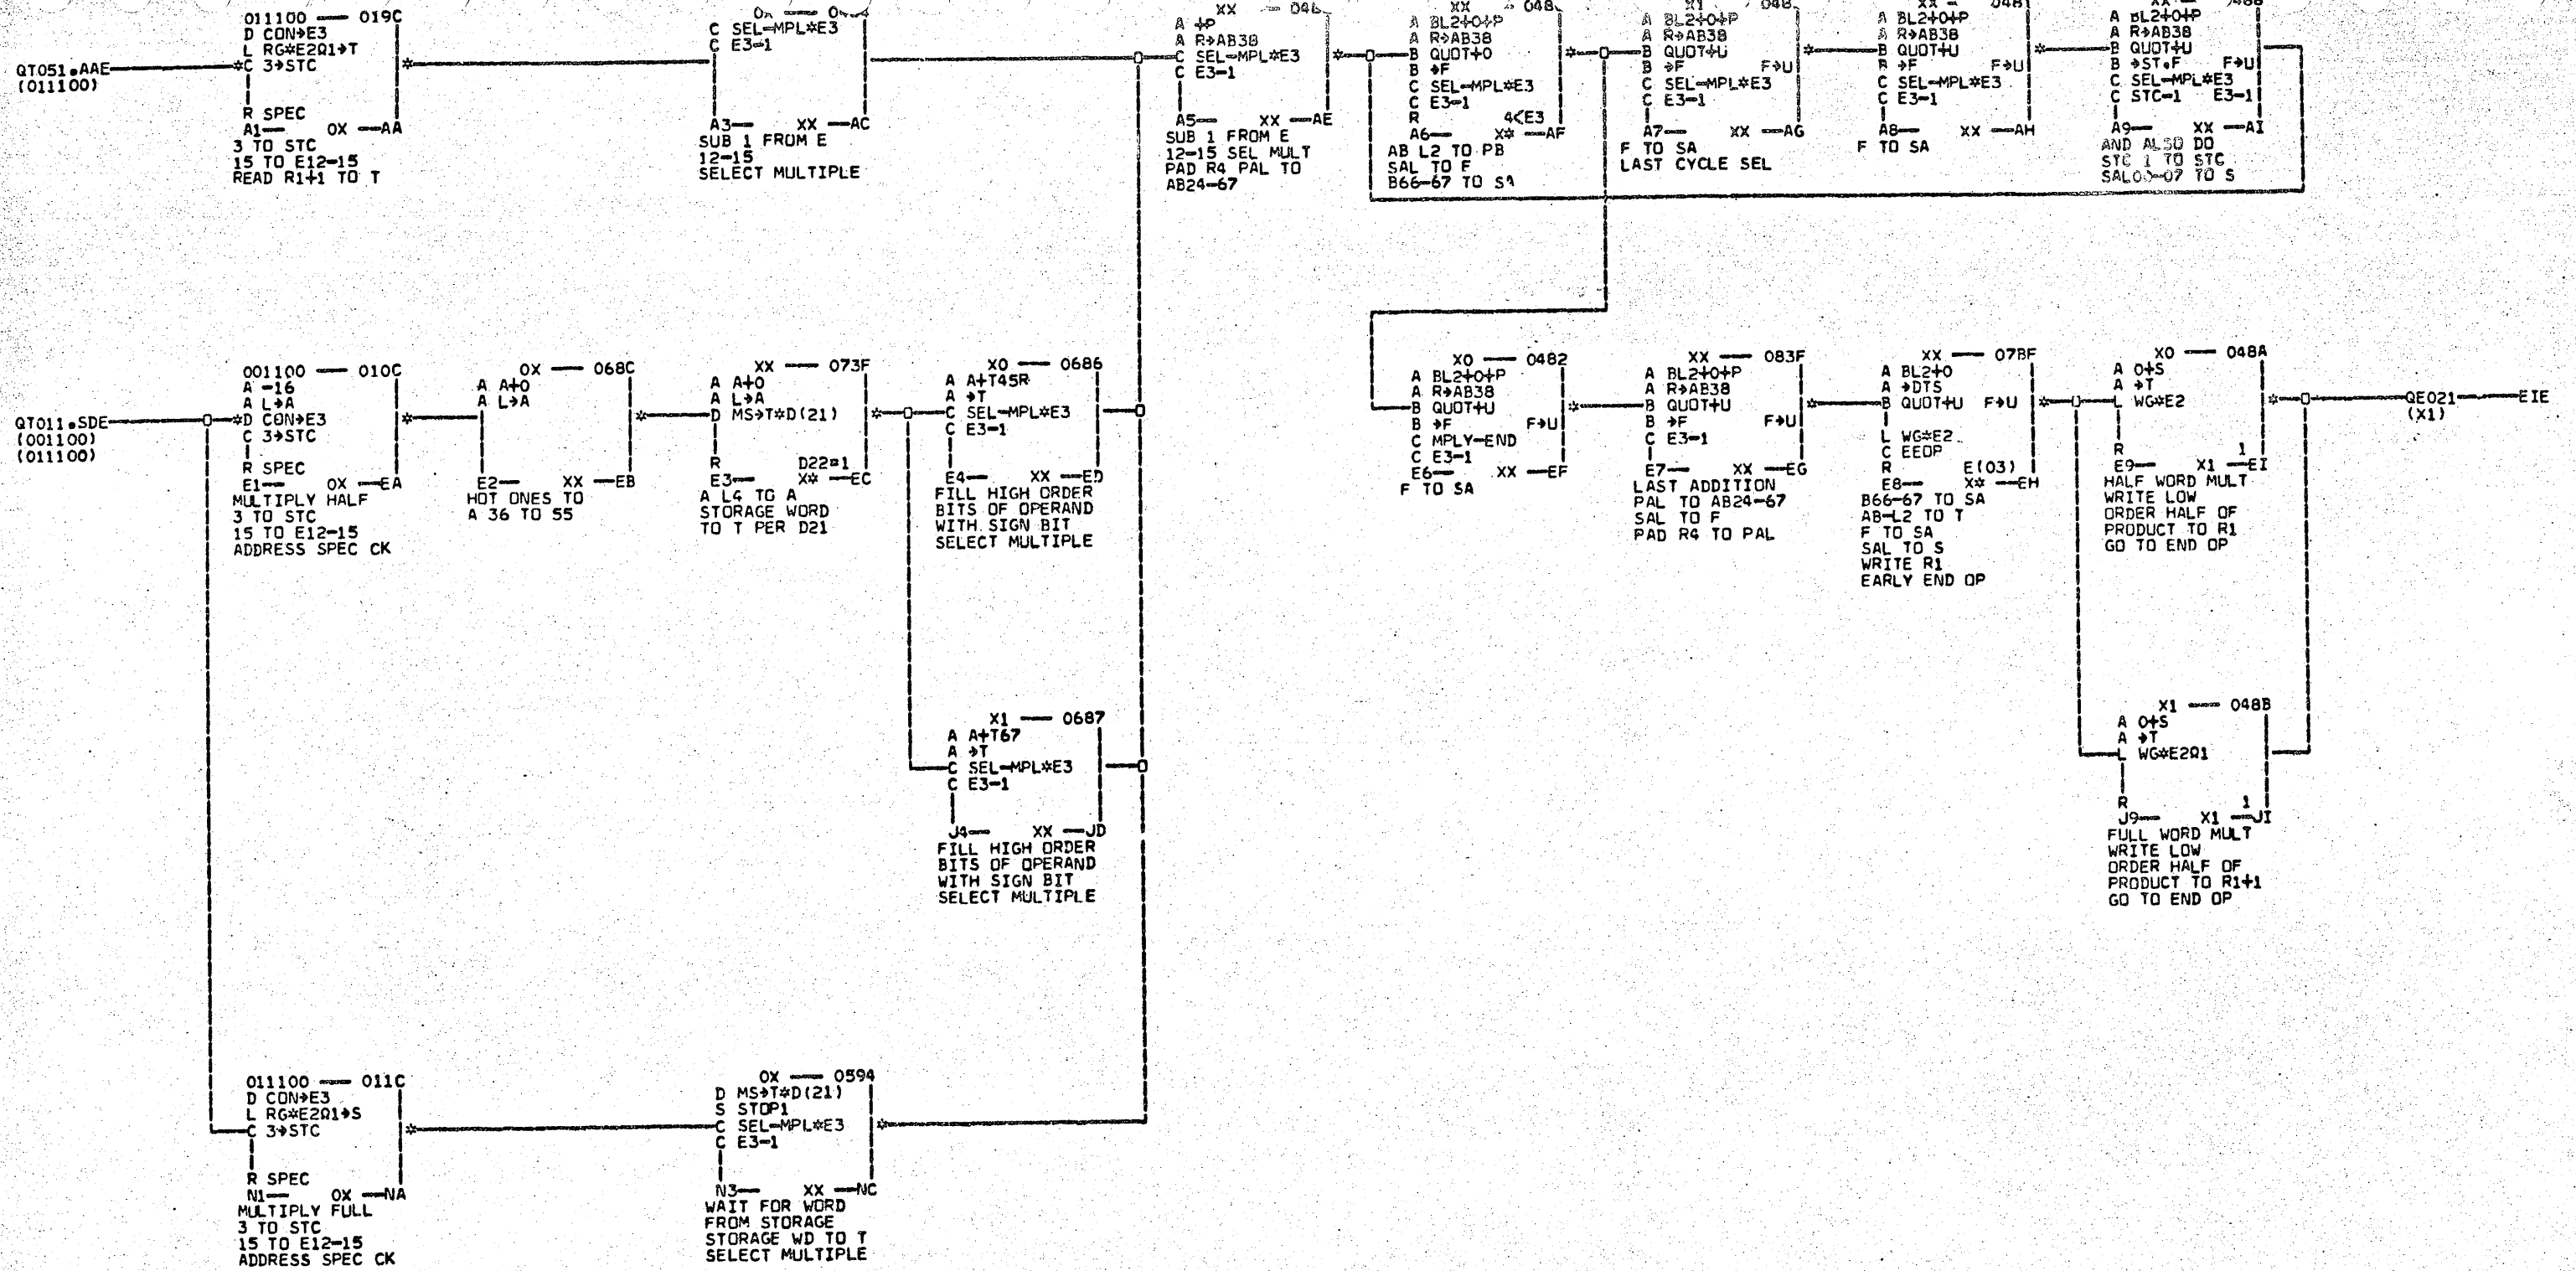 QT051.AAE
(011100)
011100 — 019C
D CON→E3
L RG*E2Ω1→T
*C 3→STC
R SPEC
A1— 0X —AA
3 TO STC
15 TO E12-15
READ R1+1 TO T
*
C SEL-MPL*E3
C E3-1
A3— XX —AC
SUB 1 FROM E
12-15
SELECT MULTIPLE
XX — 
A +P
A R→AB38
C SEL-MPL*E3
C E3-1
A5— XX —AE
SUB 1 FROM E
12-15 SEL MULT
PAD R4 PAL TO
AB24-67
*
XX — 
A BL2+0+P
A R→AB38
B QUOT+0
B →F
C SEL-MPL*E3
C E3-1
R 4<E3
A6— X* —AF
AB L2 TO PB
SAL TO F
B66-67 TO SA
*
X1 — 
A BL2+0+P
A R→AB38
B QUOT+U
B →F F→U
C SEL-MPL*E3
C E3-1
A7— XX —AG
F TO SA
LAST CYCLE SEL
*
XX — 0481
A BL2+0+P
A R→AB38
B QUOT+U
B →F F→U
C SEL-MPL*E3
C E3-1
A8— XX —AH
F TO SA
*
XX — 
A BL2+0+P
A R→AB38
B QUOT+U
B →ST.F F→U
C SEL-MPL*E3
C STC-1 E3-1
A9— XX —AI
AND ALSO DO
STC 1 TO STC
SAL00-07 TO S
QT011.SDE
(001100)
(011100)
001100 — 010C
A -16
A L→A
*D CON→E3
C 3→STC
R SPEC
E1— 0X —EA
MULTIPLY HALF
3 TO STC
15 TO E12-15
ADDRESS SPEC CK
*
0X — 068C
A A+0
A L→A
E2— XX —EB
HOT ONES TO
A 36 TO 55
*
XX — 073F
A A+0
A L→A
D MS→T*D(21)
R D22=1
E3— X* —EC
A L4 TO A
STORAGE WORD
TO T PER D21
*
X0 — 0686
A A+T45R
A →T
C SEL-MPL*E3
C E3-1
E4— XX —ED
FILL HIGH ORDER
BITS OF OPERAND
WITH SIGN BIT
SELECT MULTIPLE
X0 — 0482
A BL2+0+P
A R→AB38
B QUOT+U
B →F F→U
C MPLY-END
C E3-1
E6— XX —EF
F TO SA
*
XX — 083F
A BL2+0+P
A R→AB38
B QUOT+U
B →F F→U
C E3-1
E7— XX —EG
LAST ADDITION
PAL TO AB24-67
SAL TO F
PAD R4 TO PAL
*
XX — 07BF
A BL2+0
A →DTS
B QUOT+U F→U
L WG*E2
C EEOP
R E(03)
E8— X* —EH
B66-67 TO SA
AB-L2 TO T
F TO SA
SAL TO S
WRITE R1
EARLY END OP
*
X0 — 048A
A 0+S
A →T
L WG*E2
R 1
E9— X1 —EI
HALF WORD MULT
WRITE LOW
ORDER HALF OF
PRODUCT TO R1
GO TO END OP
*
QE021 — EIE
(X1)
X1 — 0687
A A+T67
A →T
C SEL-MPL*E3
C E3-1
J4— XX —JD
FILL HIGH ORDER
BITS OF OPERAND
WITH SIGN BIT
SELECT MULTIPLE
X1 — 048B
A 0+S
A →T
L WG*E2Ω1
R 1
J9— X1 —JI
FULL WORD MULT
WRITE LOW
ORDER HALF OF
PRODUCT TO R1+1
GO TO END OP
011100 — 011C
D CON→E3
L RG*E2Ω1→S
C 3→STC
R SPEC
N1— 0X —NA
MULTIPLY FULL
3 TO STC
15 TO E12-15
ADDRESS SPEC CK
*
0X — 0594
D MS→T*D(21)
S STOP1
C SEL-MPL*E3
C E3-1
N3— XX —NC
WAIT FOR WORD
FROM STORAGE
STORAGE WD TO T
SELECT MULTIPLE
*